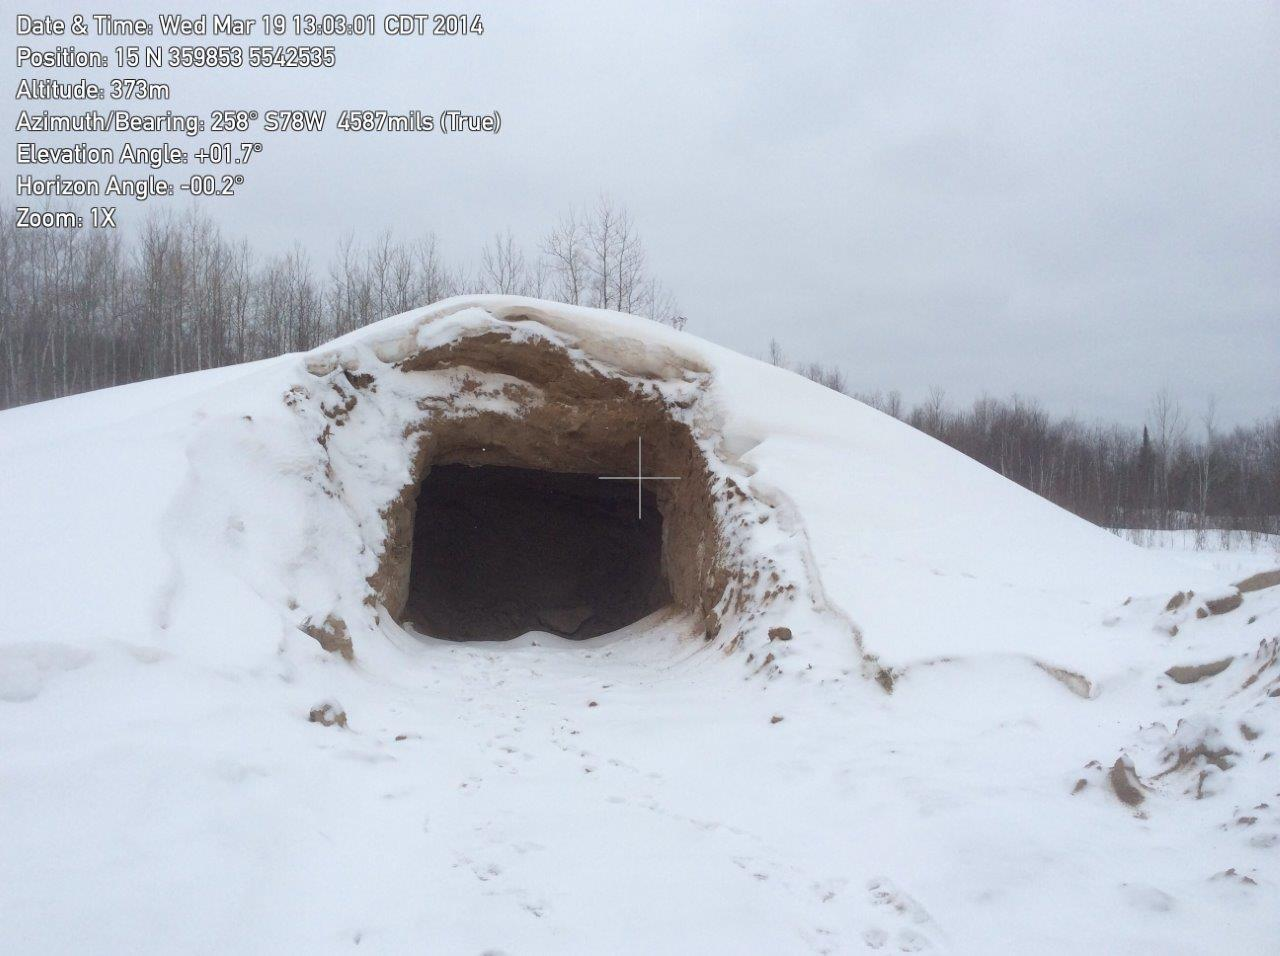 Date & Time: Wed Mar 19 13:03:01 CDT 2014
Position: 15 N 359853 5542535
Altitude: 373m
Azimuth/Bearing: 258° S78W 4587mils (True)
Elevation Angle: +01.7°
Horizon Angle: -00.2°
Zoom: 1X